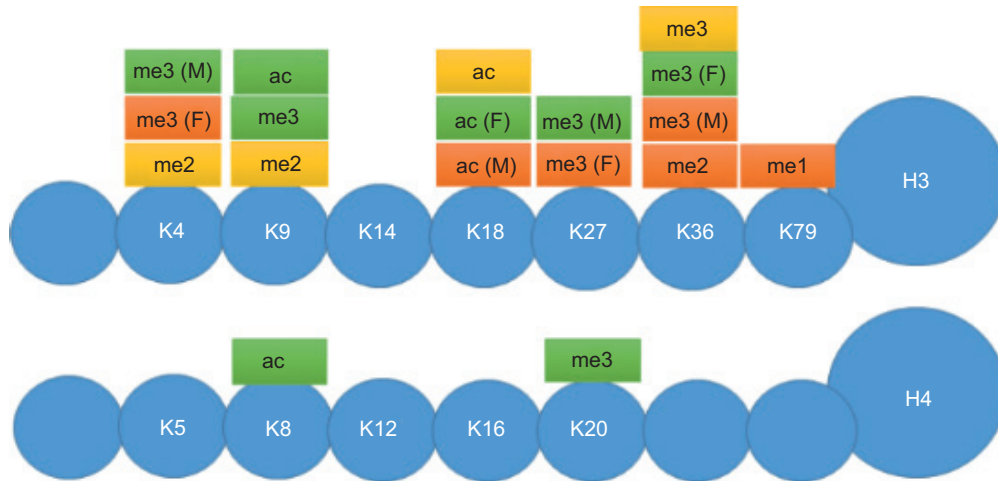 me3
me3 (M)
ac
ac
me3 (F)
me3 (F)
me3
ac (F)
me3 (M)
me3 (M)
me2
me2
ac (M)
me3 (F)
me2
me1
K4
K9
K14
K18
K27
K36
K79
H3
ac
me3
K5
K8
K12
K16
K20
H4